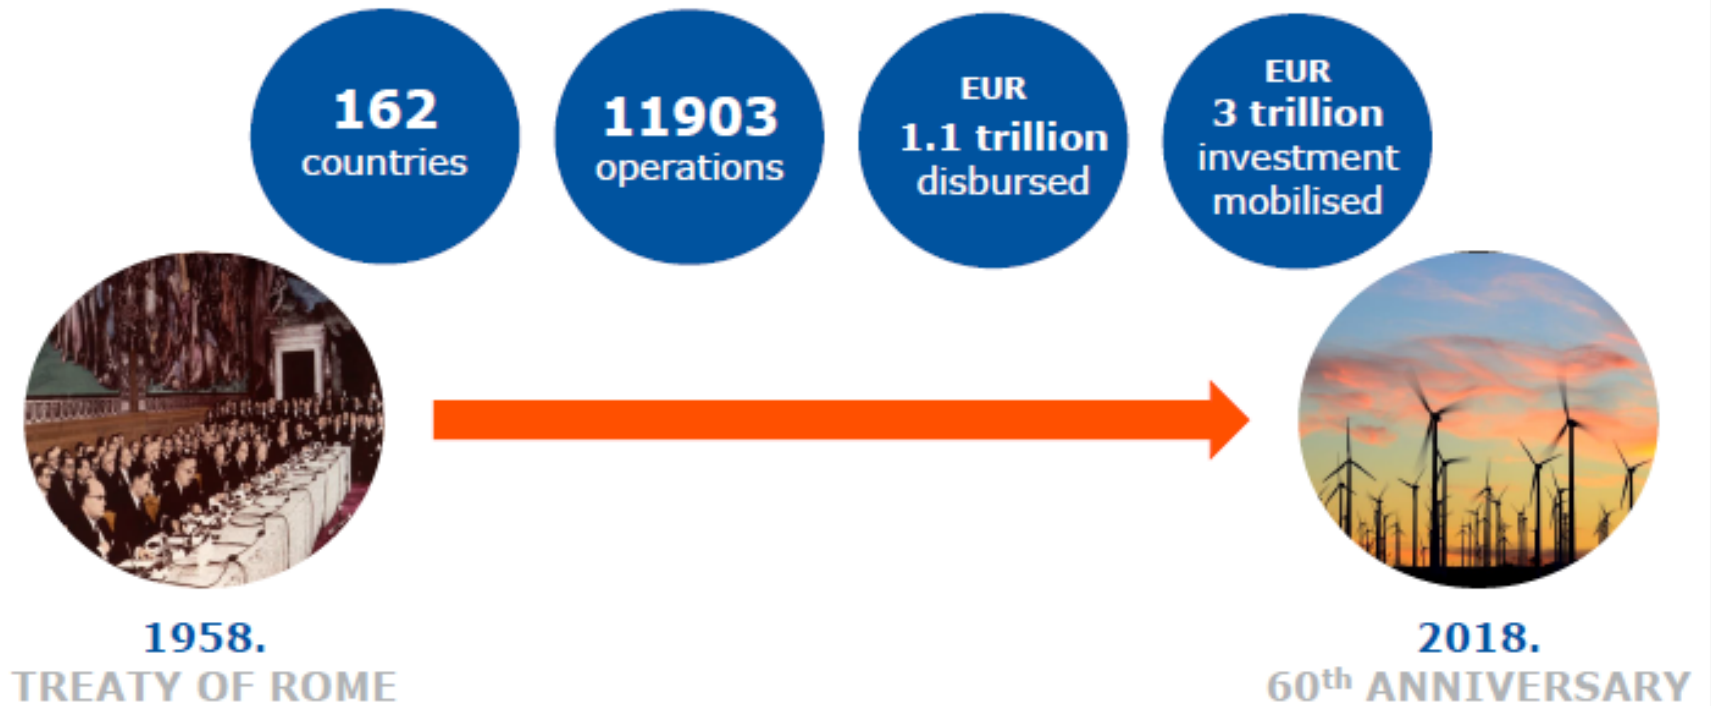 162
countries
11903
operations
EUR
1.1 trillion
disbursed
EUR
3 trillion
investment
mobilised
1958.
TREATY OF ROME
2018.
60th ANNIVERSARY